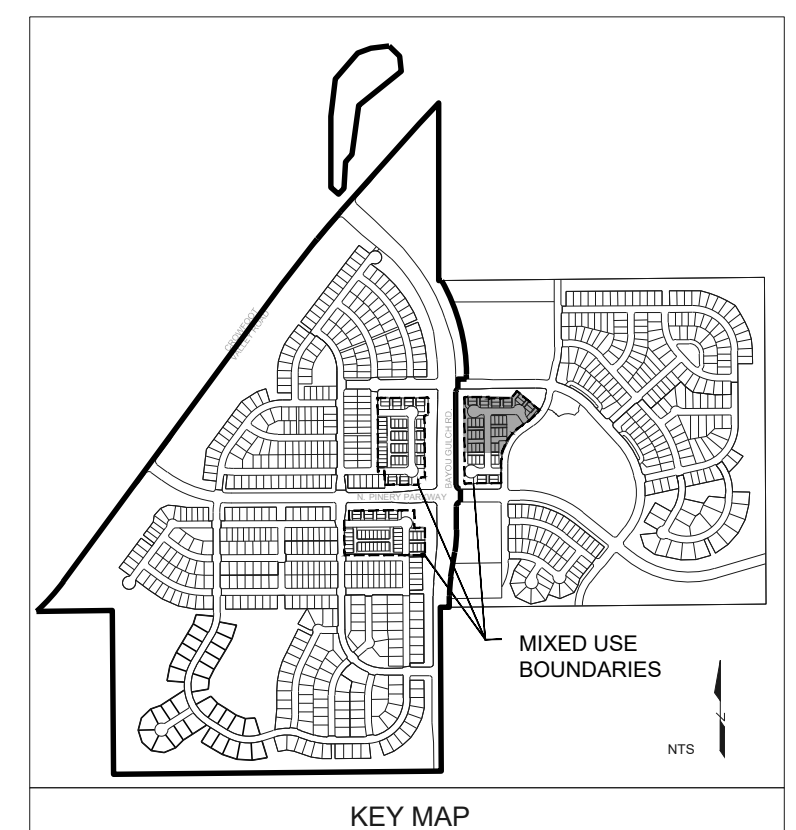 CROWFOOT
VALLEY ROAD
BAYOU GULCH RD.
N. PINERY PARKWAY
MIXED USE
BOUNDARIES
NTS
KEY MAP